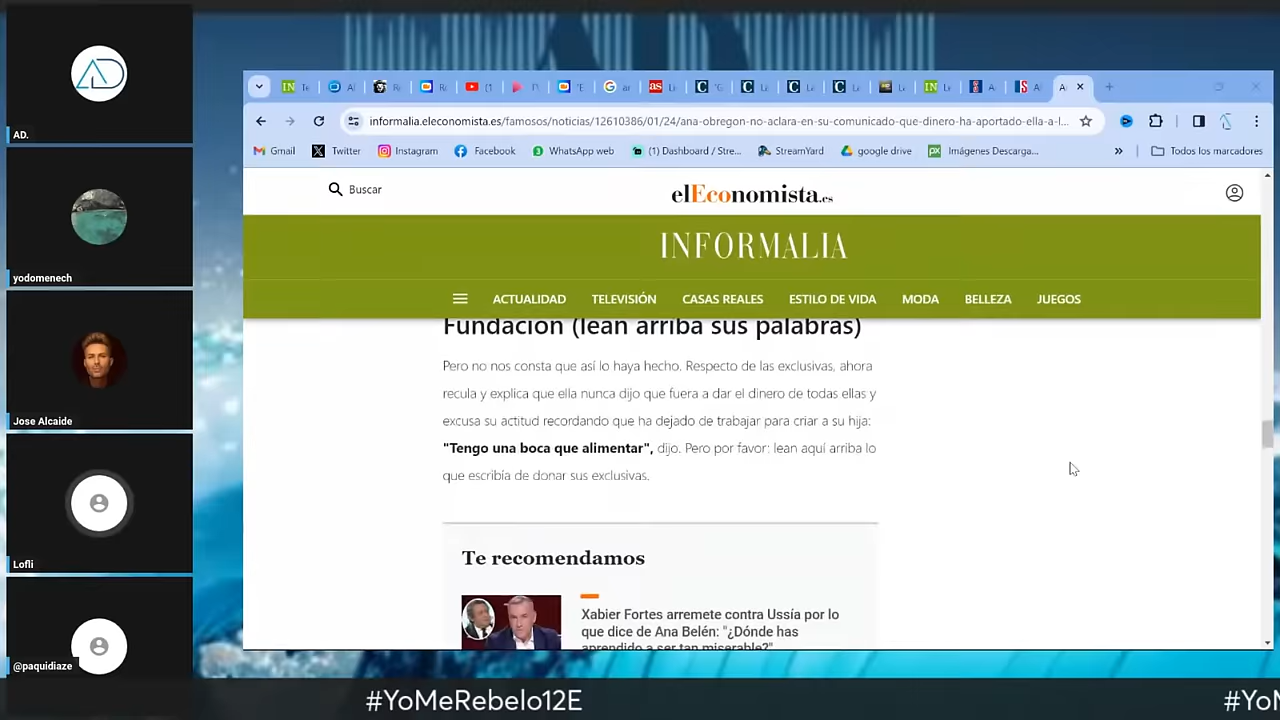 AD.
yodomenech
Jose Alcaide
Lofli
@paquidiaze
informalia.eleconomista.es/famosos/noticias/12610386/01/24/ana-obregon-no-aclara-en-su-comunicado-que-dinero-ha-aportado-ella-a-l...
Gmail
Twitter
Instagram
Facebook
WhatsApp web
(1) Dashboard / Stre...
StreamYard
google drive
Imágenes Descarga...
»
Todos los marcadores
Buscar
elEconomista.es
INFORMALIA
ACTUALIDAD
TELEVISIÓN
CASAS REALES
ESTILO DE VIDA
MODA
BELLEZA
JUEGOS
Fundación (lean arriba sus palabras)
Pero no nos consta que así lo haya hecho. Respecto de las exclusivas, ahora
recula y explica que ella nunca dijo que fuera a dar el dinero de todas ellas y
excusa su actitud recordando que ha dejado de trabajar para criar a su hija:
"Tengo una boca que alimentar", dijo. Pero por favor: lean aquí arriba lo
que escribía de donar sus exclusivas.
Te recomendamos
Xabier Fortes arremete contra Ussía por lo
que dice de Ana Belén: "¿Dónde has
aprendido a ser tan miserable?"
#YoMeRebelo12E
#YoM